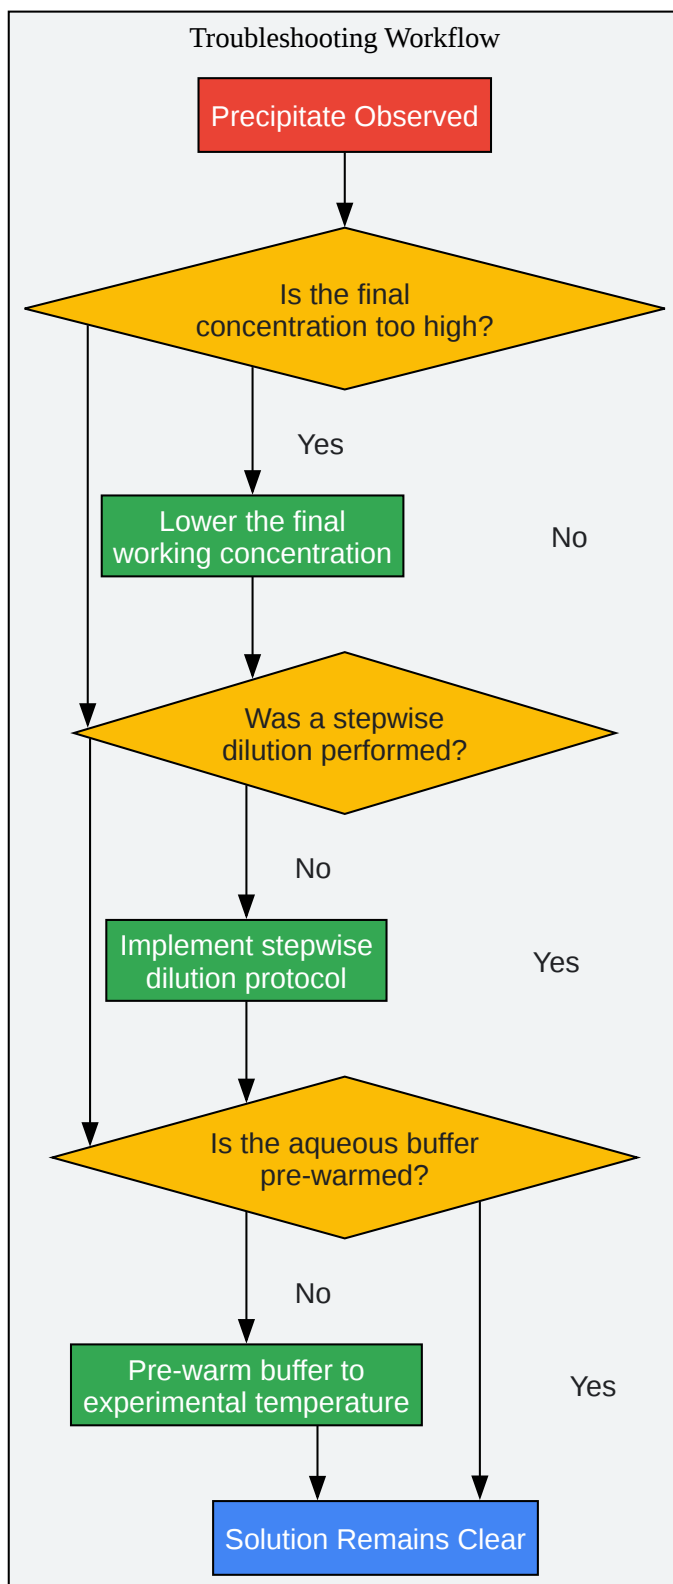 Troubleshooting Workflow
Precipitate Observed
Is the final
concentration too high?
Yes
Lower the final
working concentration
No
Was a stepwise
dilution performed?
No
Implement stepwise
dilution protocol
Yes
Is the aqueous buffer
pre-warmed?
No
Pre-warm buffer to
experimental temperature
Yes
Solution Remains Clear